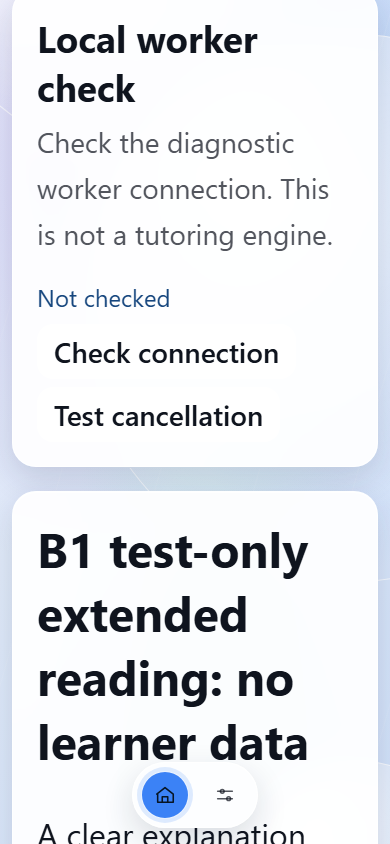 Local worker
check
Check the diagnostic
worker connection. This
is not a tutoring engine.
Not checked
Check connection
Test cancellation
B1 test-only
extended
reading: no
learner data
A clear explanation